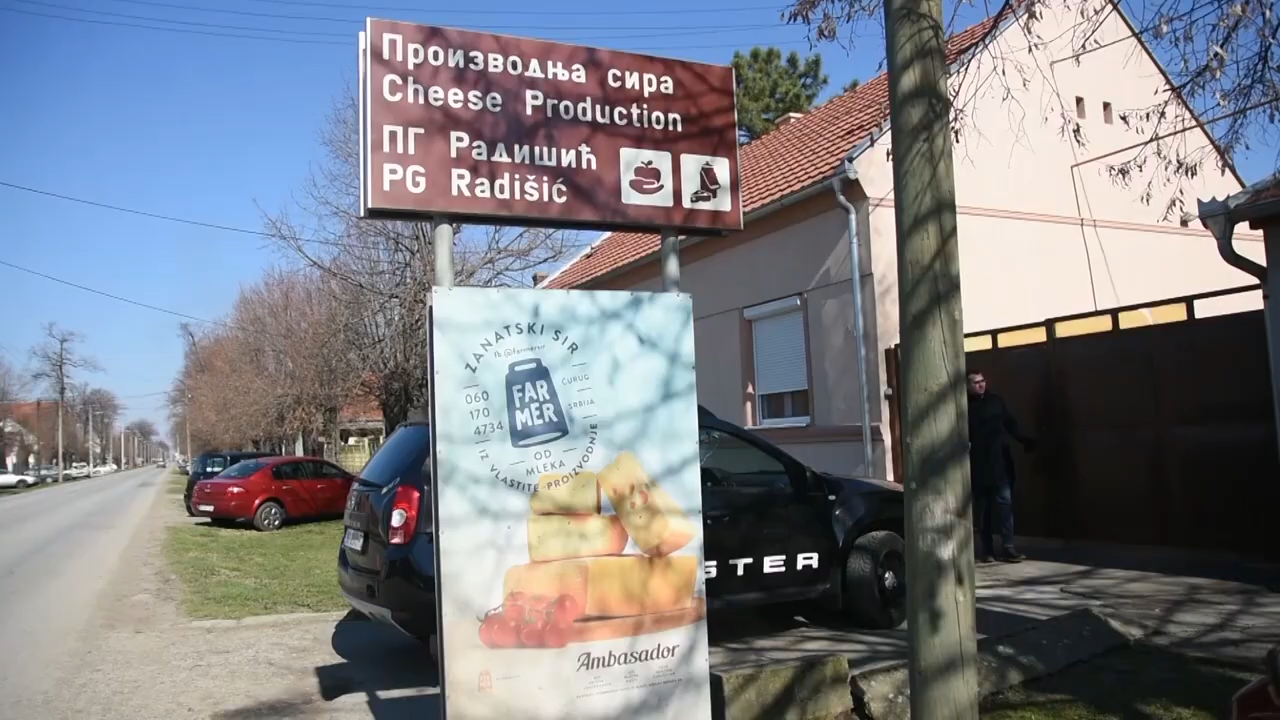 Производња сира
Cheese Production
ПГ Радишић
PG Radišić
ZANATSKI SIR
fb @farmersir
060
170
4734
FAR
MER
ČURUG
SRBIJA
OD
MLEKA
IZ VLASTITE PROIZVODNJE
Ambasador
STER